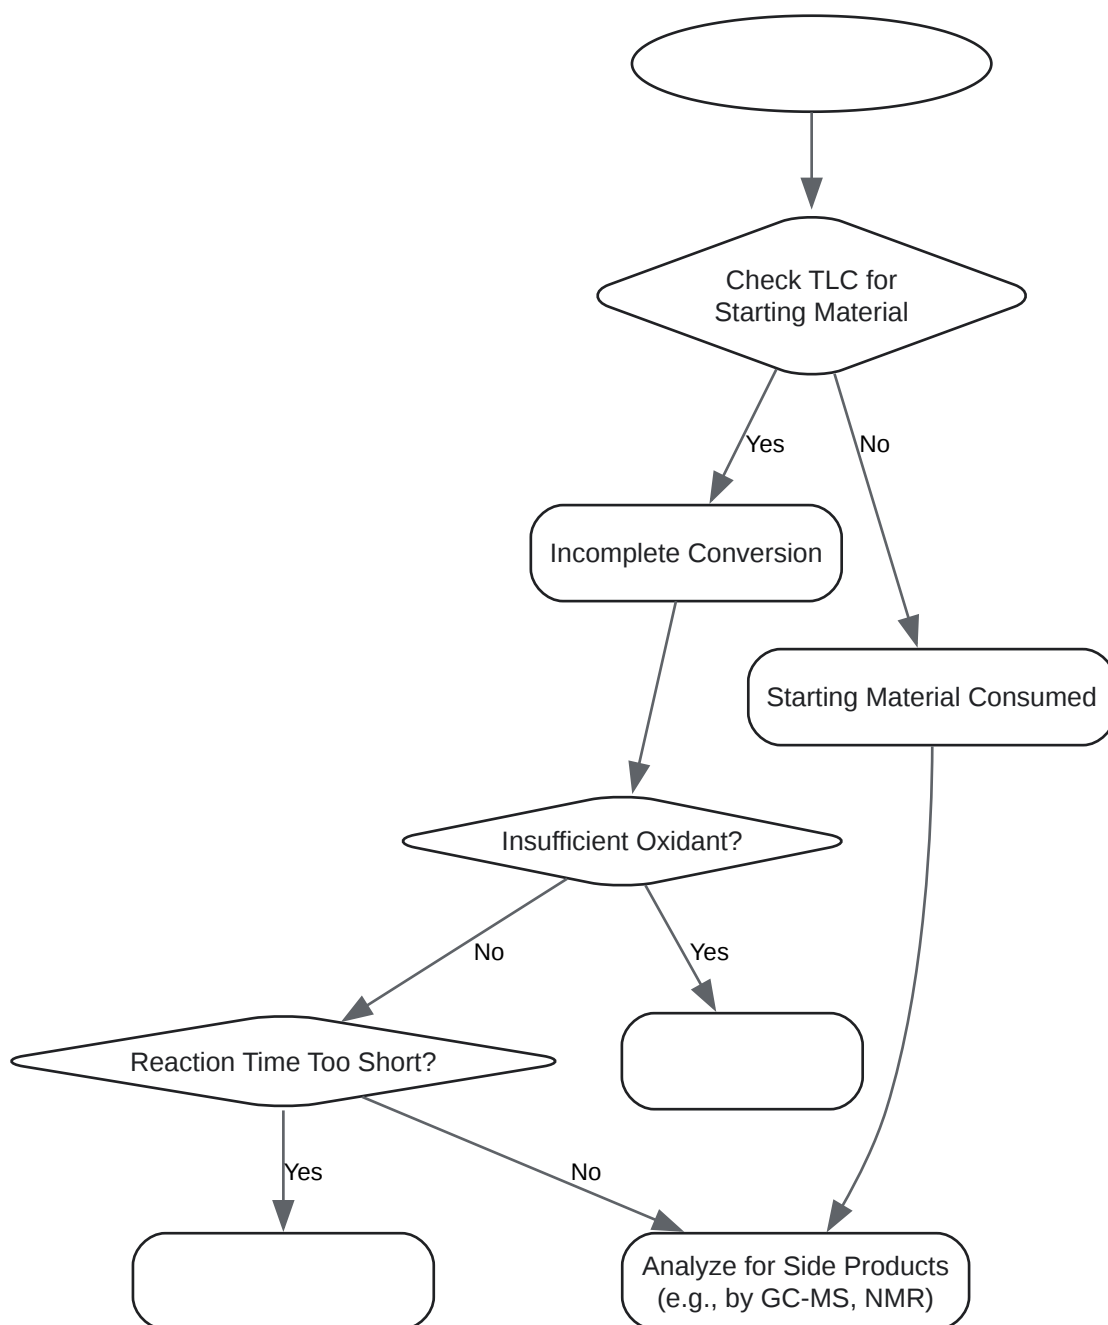 Check TLC for
Starting Material
Yes
No
Incomplete Conversion
Starting Material Consumed
Insufficient Oxidant?
No
Yes
Reaction Time Too Short?
Yes
No
Analyze for Side Products
(e.g., by GC-MS, NMR)